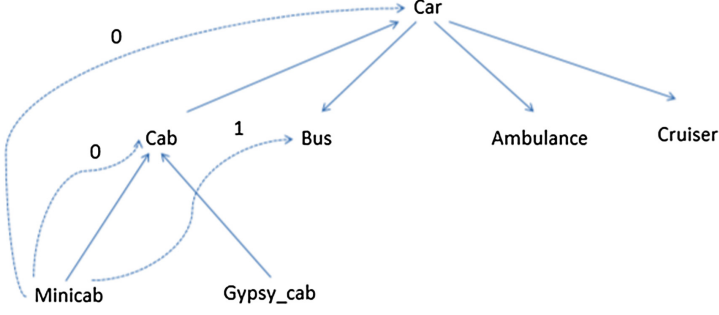 Car
0
Cab
1
Bus
Ambulance
Cruiser
0
Minicab
Gypsy_cab